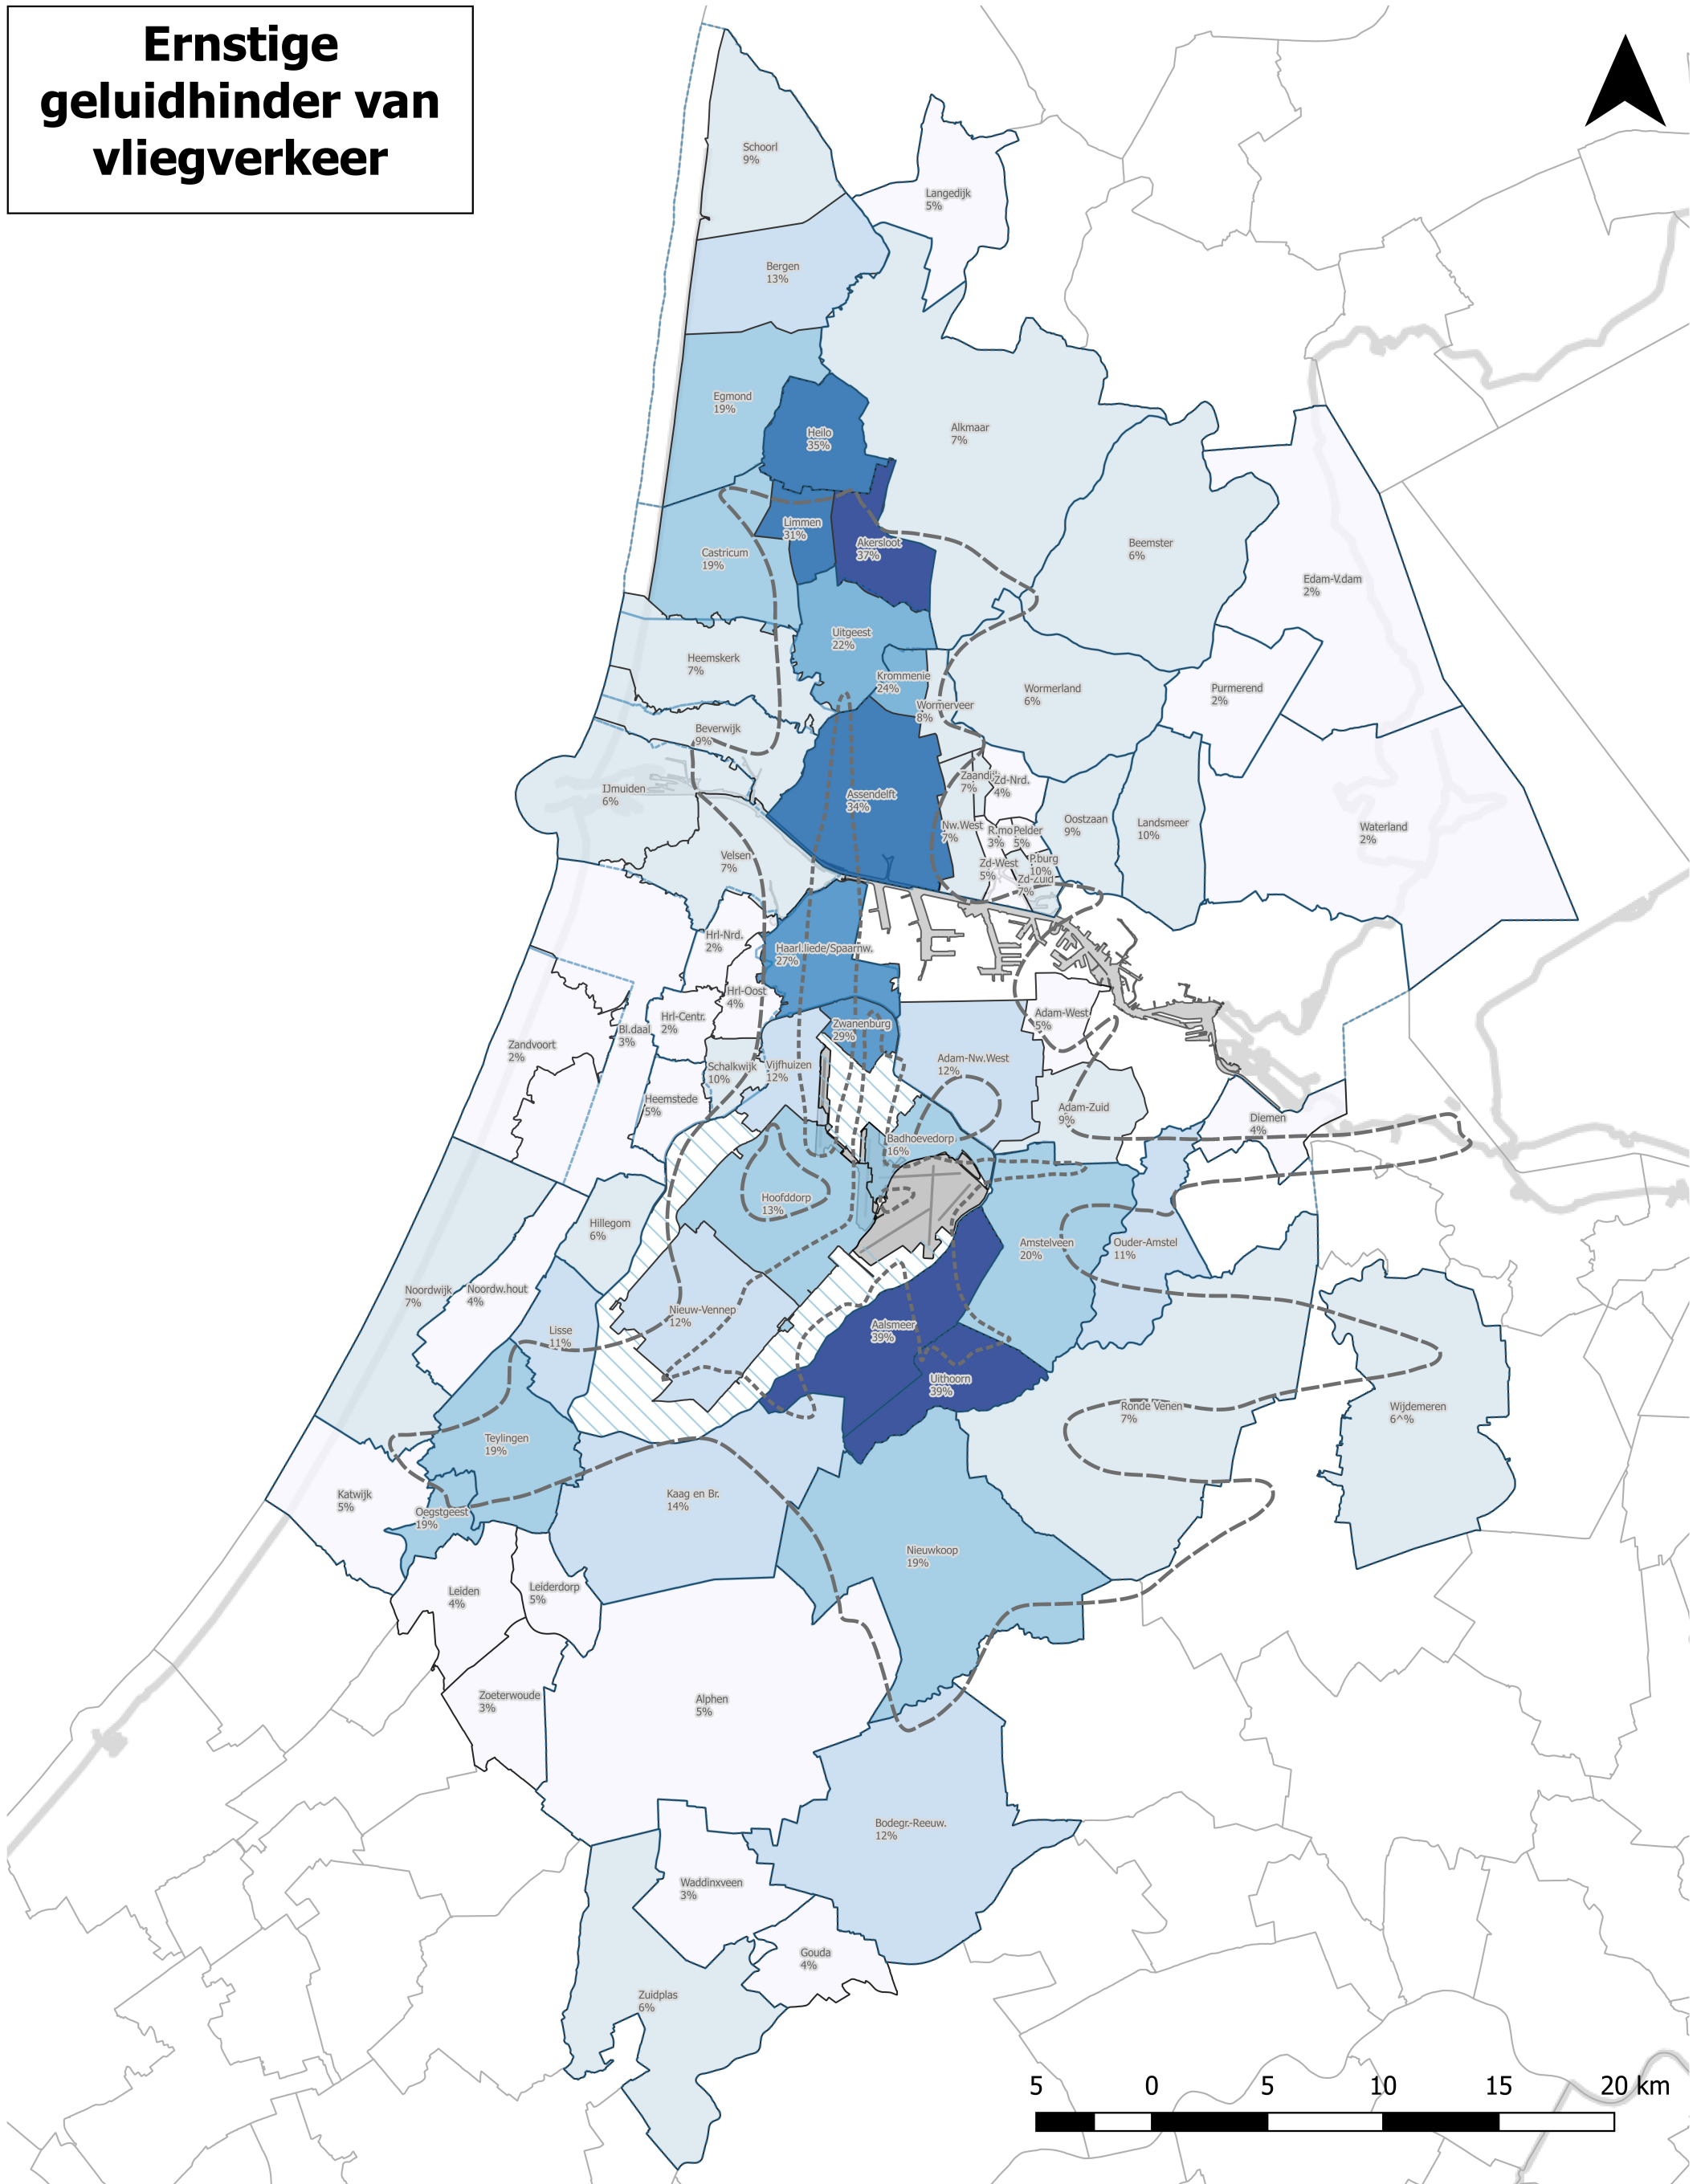 Ernstige
geluidhinder van
vliegverkeer
Schoorl
9%
Langedijk
5%
Bergen
13%
Egmond
19%
Heilo
35%
Alkmaar
7%
Limmen
31%
Akersloot
37%
Castricum
19%
Beemster
6%
Edam-V.dam
2%
Uitgeest
22%
Heemskerk
7%
Krommenie
24%
Wormerland
6%
Purmerend
2%
Wormerveer
8%
Beverwijk
9%
IJmuiden
6%
Assendelft
34%
Zaandijk
7%
Zd-Nrd.
4%
Nw.West
7%
R.mo
3%
Pelder
5%
Oostzaan
9%
Landsmeer
10%
Waterland
2%
Velsen
7%
Zd-West
5%
P.burg
10%
Zd-Zuid
7%
Hrl-Nrd.
2%
Haarl.liede/Spaarnw.
27%
Hrl-Oost
4%
Hrl-Centr.
2%
Bl.daal
3%
Zandvoort
2%
Zwanenburg
29%
Adam-West
5%
Schalkwijk
10%
Vijfhuizen
12%
Adam-Nw.West
12%
Heemstede
5%
Adam-Zuid
9%
Diemen
4%
Badhoevedorp
16%
Hoofddorp
13%
Hillegom
6%
Amstelveen
20%
Ouder-Amstel
11%
Noordwijk
7%
Noordw.hout
4%
Nieuw-Vennep
12%
Lisse
11%
Aalsmeer
39%
Uithoorn
39%
Ronde Venen
7%
Wijdemeren
6^%
Teylingen
19%
Katwijk
5%
Oegstgeest
19%
Kaag en Br.
14%
Nieuwkoop
19%
Leiden
4%
Leiderdorp
5%
Zoeterwoude
3%
Alphen
5%
Bodegr.-Reeuw.
12%
Waddinxveen
3%
Gouda
4%
Zuidplas
6%
5 0 5 10 15 20 km